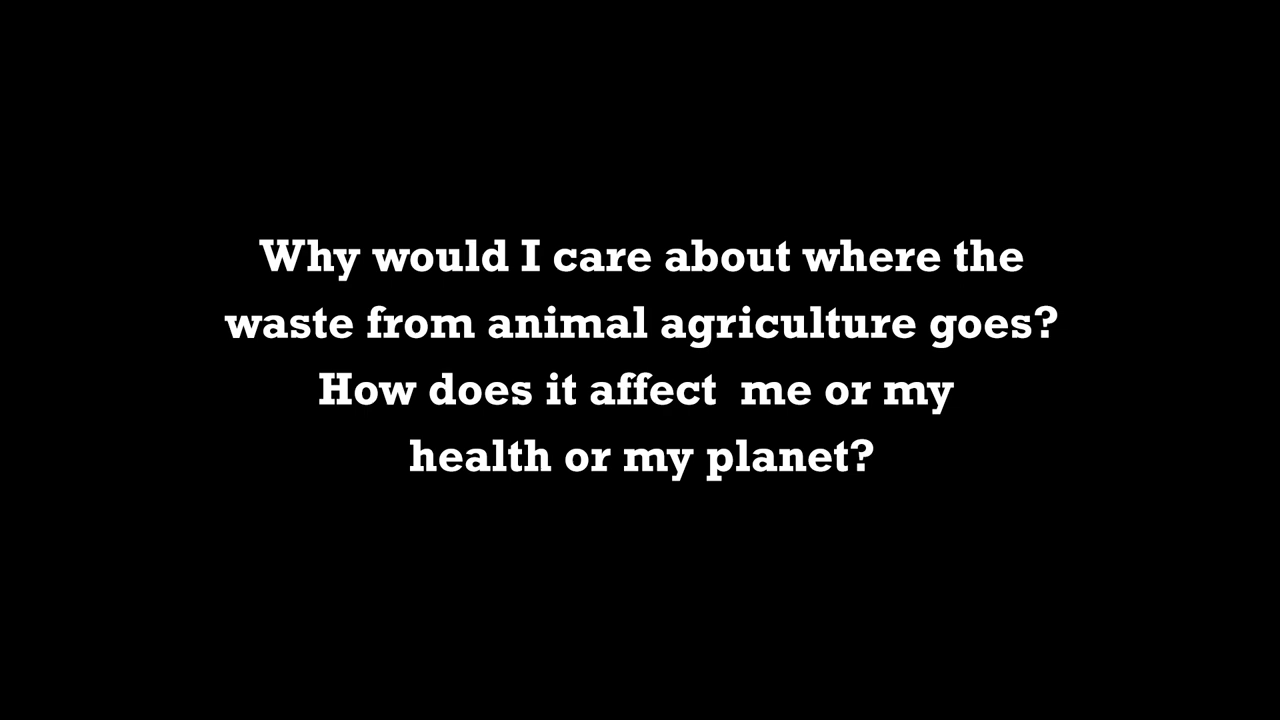 Why would I care about where the
waste from animal agriculture goes?
How does it affect  me or my
health or my planet?